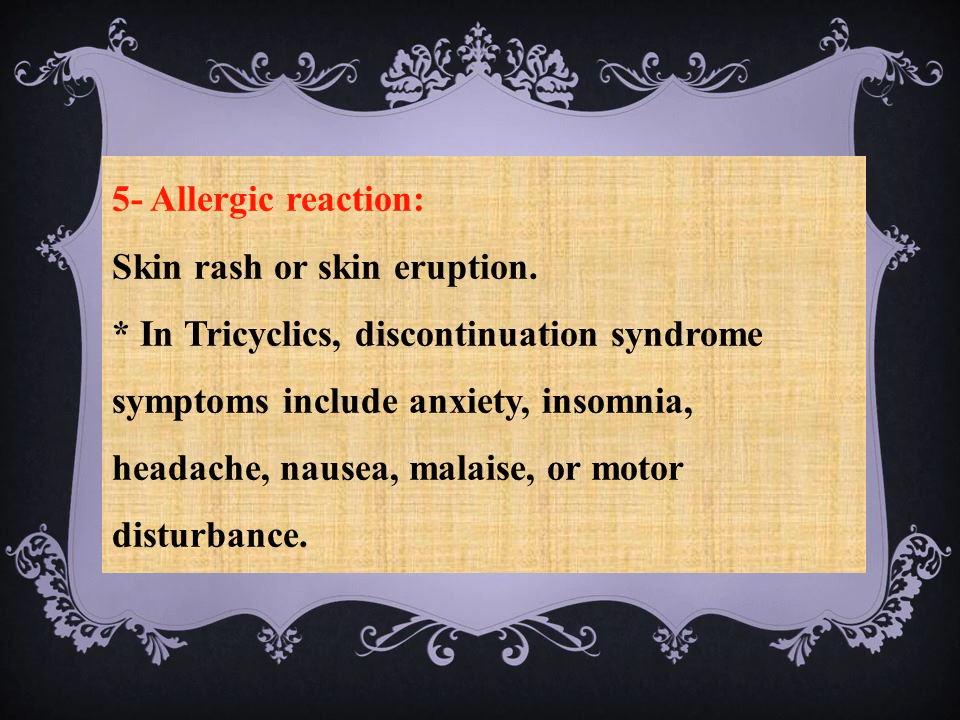 5- Allergic reaction:
Skin rash or skin eruption.
* In Tricyclics, discontinuation syndrome
symptoms include anxiety, insomnia,
headache, nausea, malaise, or motor
disturbance.